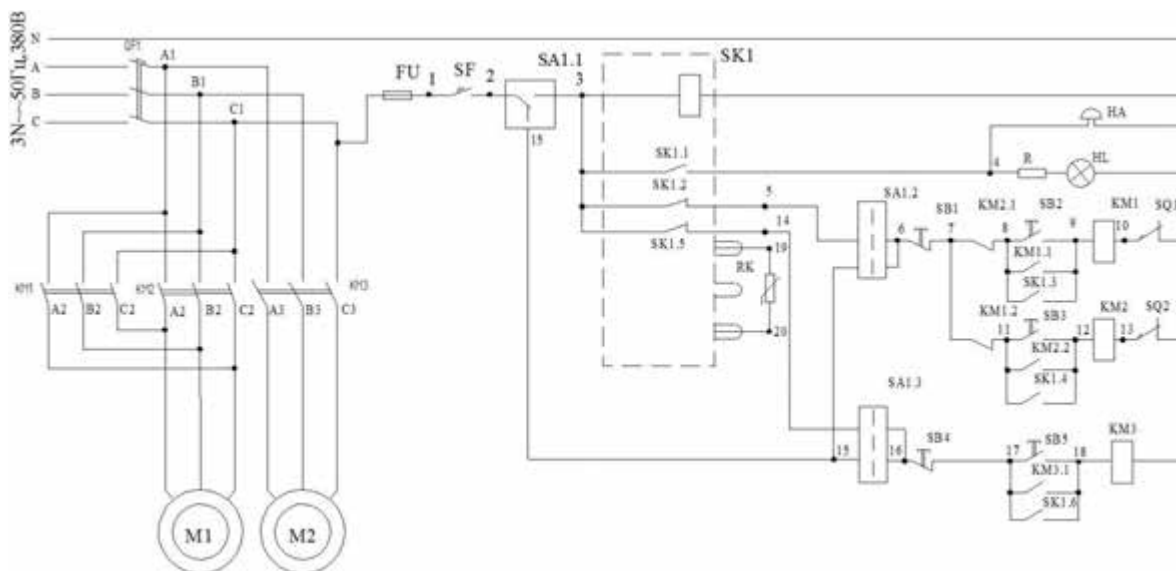 3N~~50Гц,380В
N
A
B
C
QF1
A1
B1
C1
FU
1
SF
2
SA1.1
3
SK1
15
HA
SK1.1
4
R
HL
SK1.2
5
SK1.5
14
19
RK
20
SA1.2
6
SB1
7
KM2.1
8
SB2
9
KM1
10
SQ1
KM1.1
SK1.3
KM1.2
11
SB3
12
KM2
13
SQ2
KM2.2
SK1.4
KM1
A2
B2
C2
KM2
A2
B2
C2
A3
B3
C3
KM3
SA1.3
15
16
SB4
17
SB5
18
KM3
KM3.1
SK1.6
M1
M2